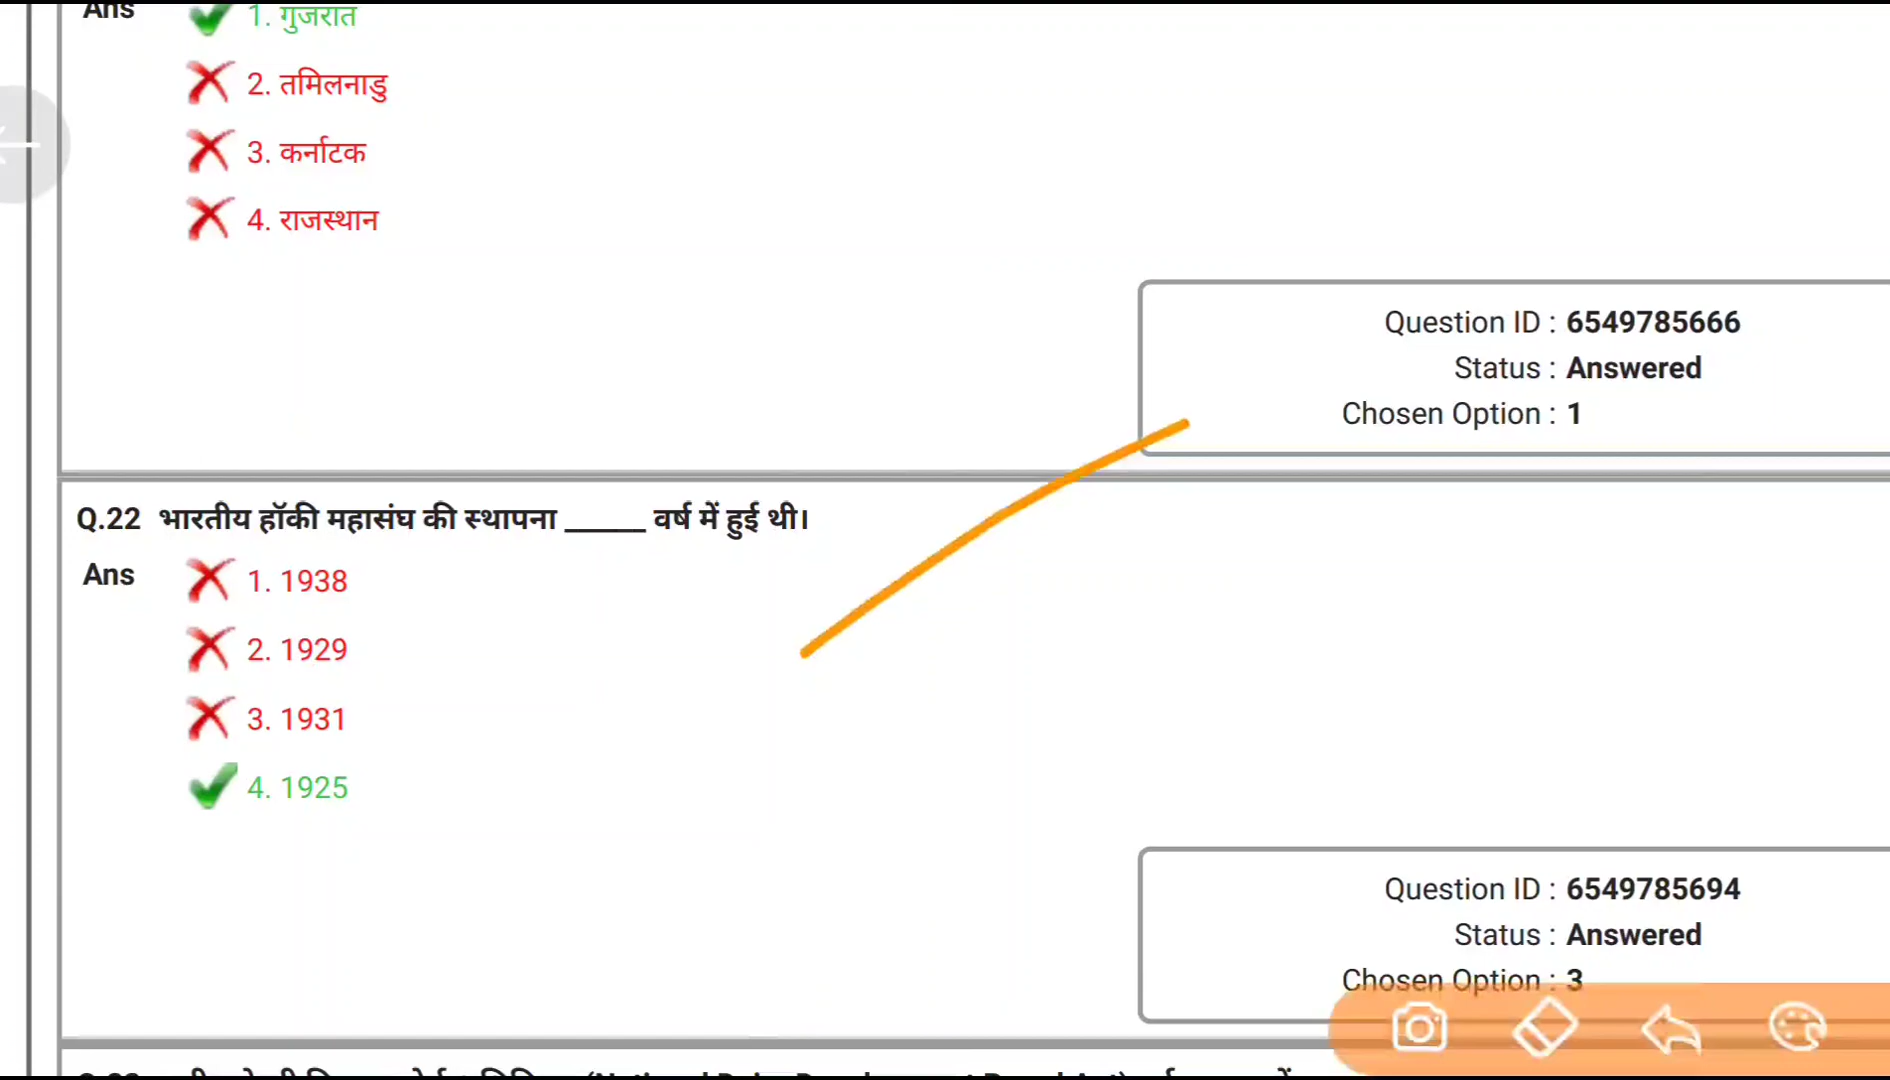 Ans
1. गुजरात
2. तमिलनाडु
3. कर्नाटक
4. राजस्थान
Question ID : 6549785666
Status : Answered
Chosen Option : 1
Q.22 भारतीय हॉकी महासंघ की स्थापना ______ वर्ष में हुई थी।
Ans
1. 1938
2. 1929
3. 1931
4. 1925
Question ID : 6549785694
Status : Answered
Chosen Option : 3